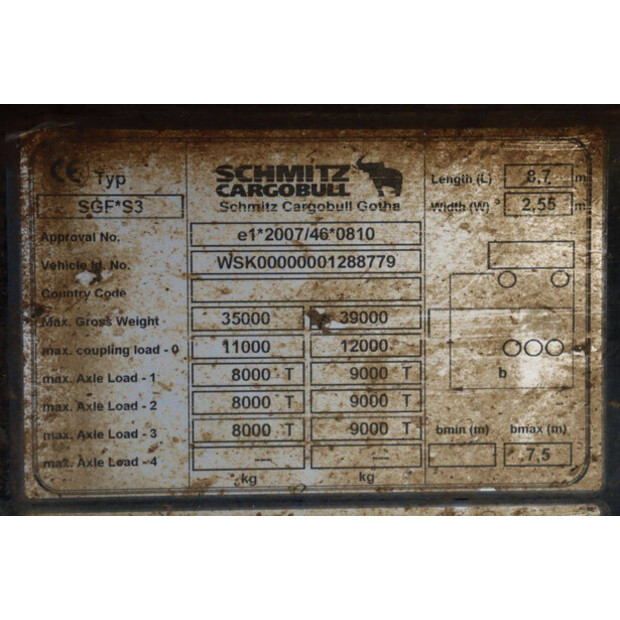 CE Typ
SGF*S3
SCHMITZ
CARGOBULL
Schmitz Cargobull Gotha
Length (L) 8,7 m
Width (W) 2,55 m
Approval No. e1*2007/46*0810
Vehicle Id. No. WSK00000001288779
Country Code
Max. Gross Weight 35000 39000
max. coupling load - 0 11000 12000
max. Axle Load - 1 8000 T 9000 T
max. Axle Load - 2 8000 T 9000 T
max. Axle Load - 3 8000 T 9000 T
max. Axle Load - 4 — —
kg kg
b
bmin (m) bmax (m)
7,5